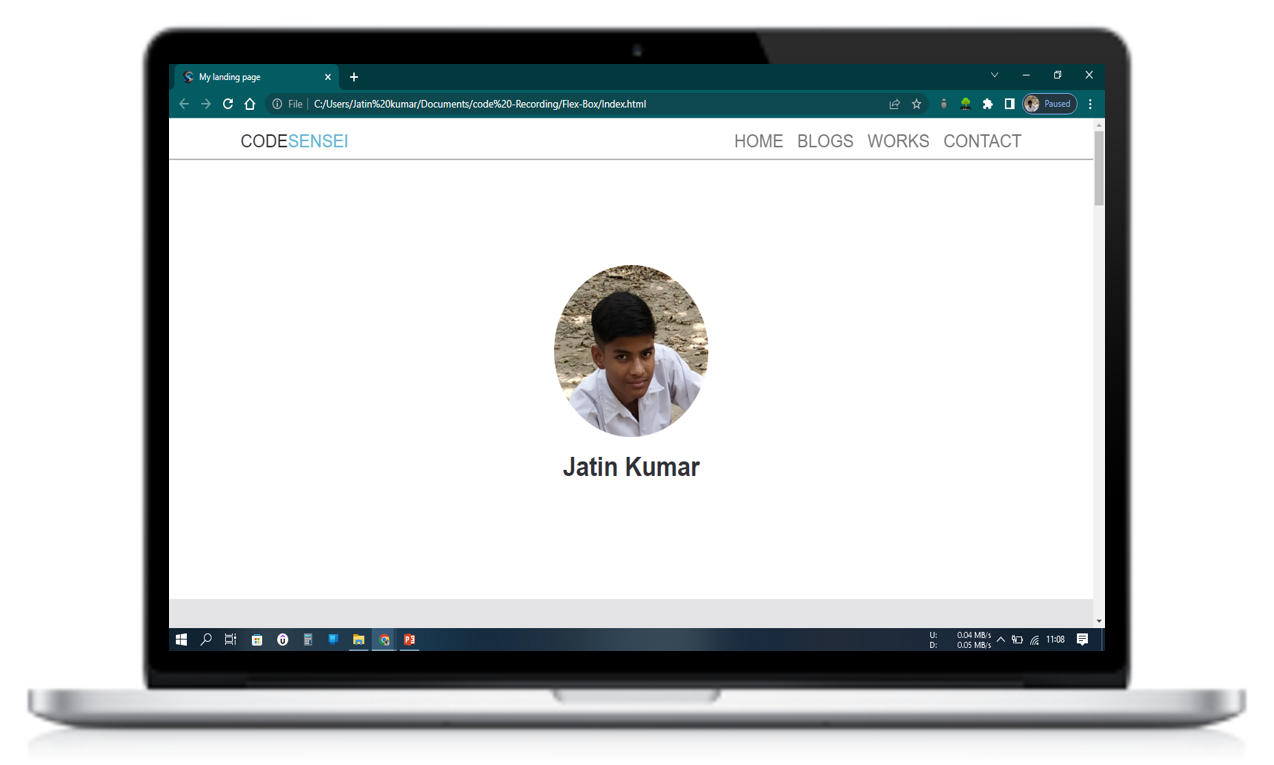 My landing page
File
C:/Users/Jatin%20kumar/Documents/code%20-Recording/Flex-Box/Index.html
Paused
CODESENSEI
HOME BLOGS WORKS CONTACT
Jatin Kumar
U: 0.04 MB/s
D: 0.05 MB/s
11:08